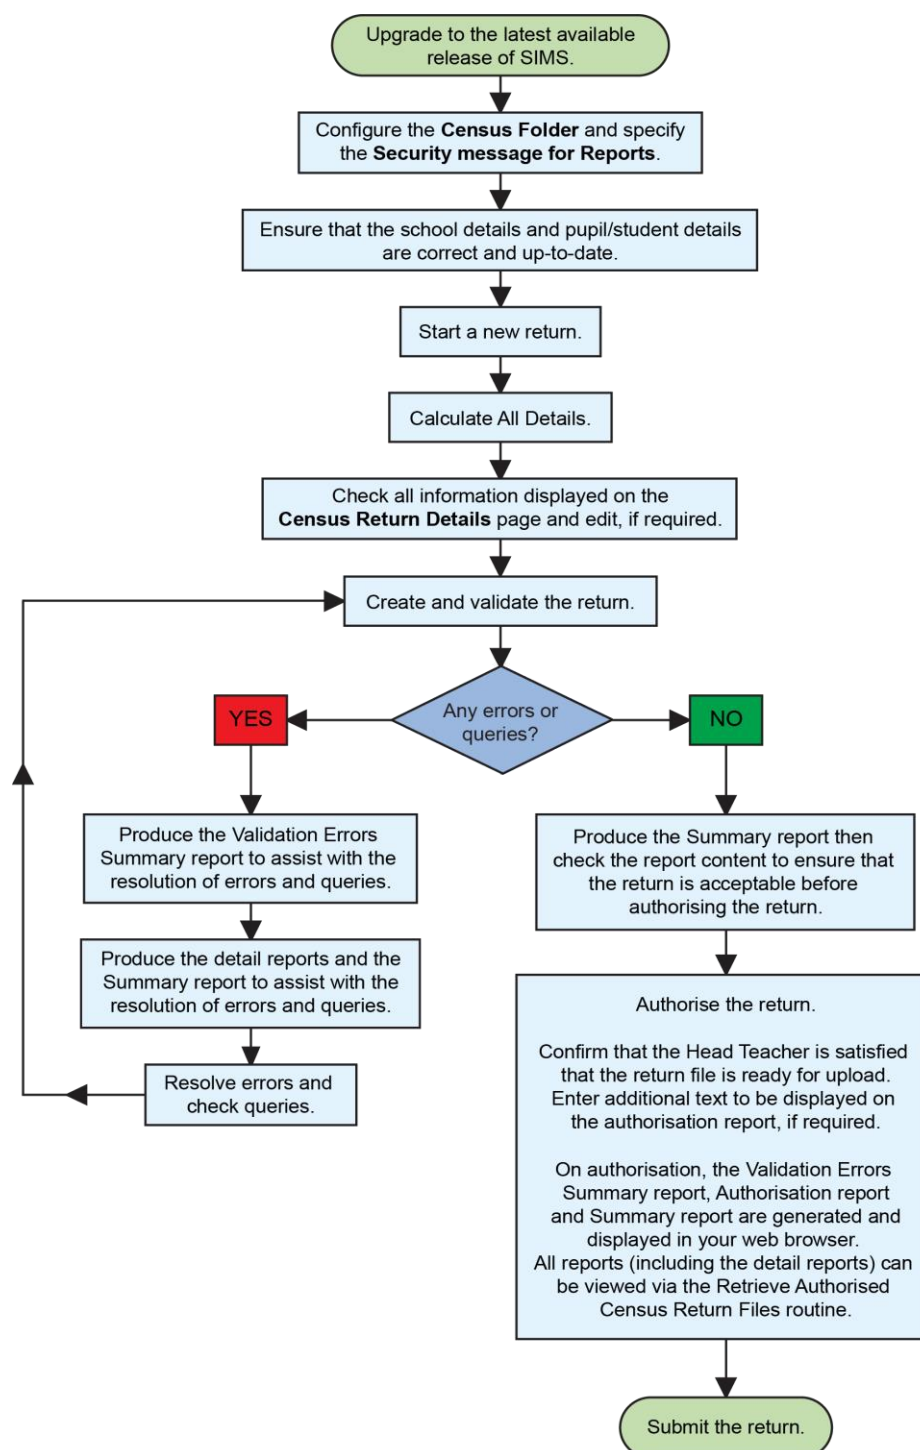 Upgrade to the latest available
release of SIMS.
Configure the Census Folder and specify
the Security message for Reports.
Ensure that the school details and pupil/student details
are correct and up-to-date.
Start a new return.
Calculate All Details.
Check all information displayed on the
Census Return Details page and edit, if required.
Create and validate the return.
Any errors or
queries?
YES
NO
Produce the Validation Errors
Summary report to assist with the
resolution of errors and queries.
Produce the detail reports and the
Summary report to assist with the
resolution of errors and queries.
Resolve errors and
check queries.
Produce the Summary report then
check the report content to ensure that
the return is acceptable before
authorising the return.
Authorise the return.
Confirm that the Head Teacher is satisfied
that the return file is ready for upload.
Enter additional text to be displayed on
the authorisation report, if required.
On authorisation, the Validation Errors
Summary report, Authorisation report
and Summary report are generated and
displayed in your web browser.
All reports (including the detail reports) can
be viewed via the Retrieve Authorised
Census Return Files routine.
Submit the return.